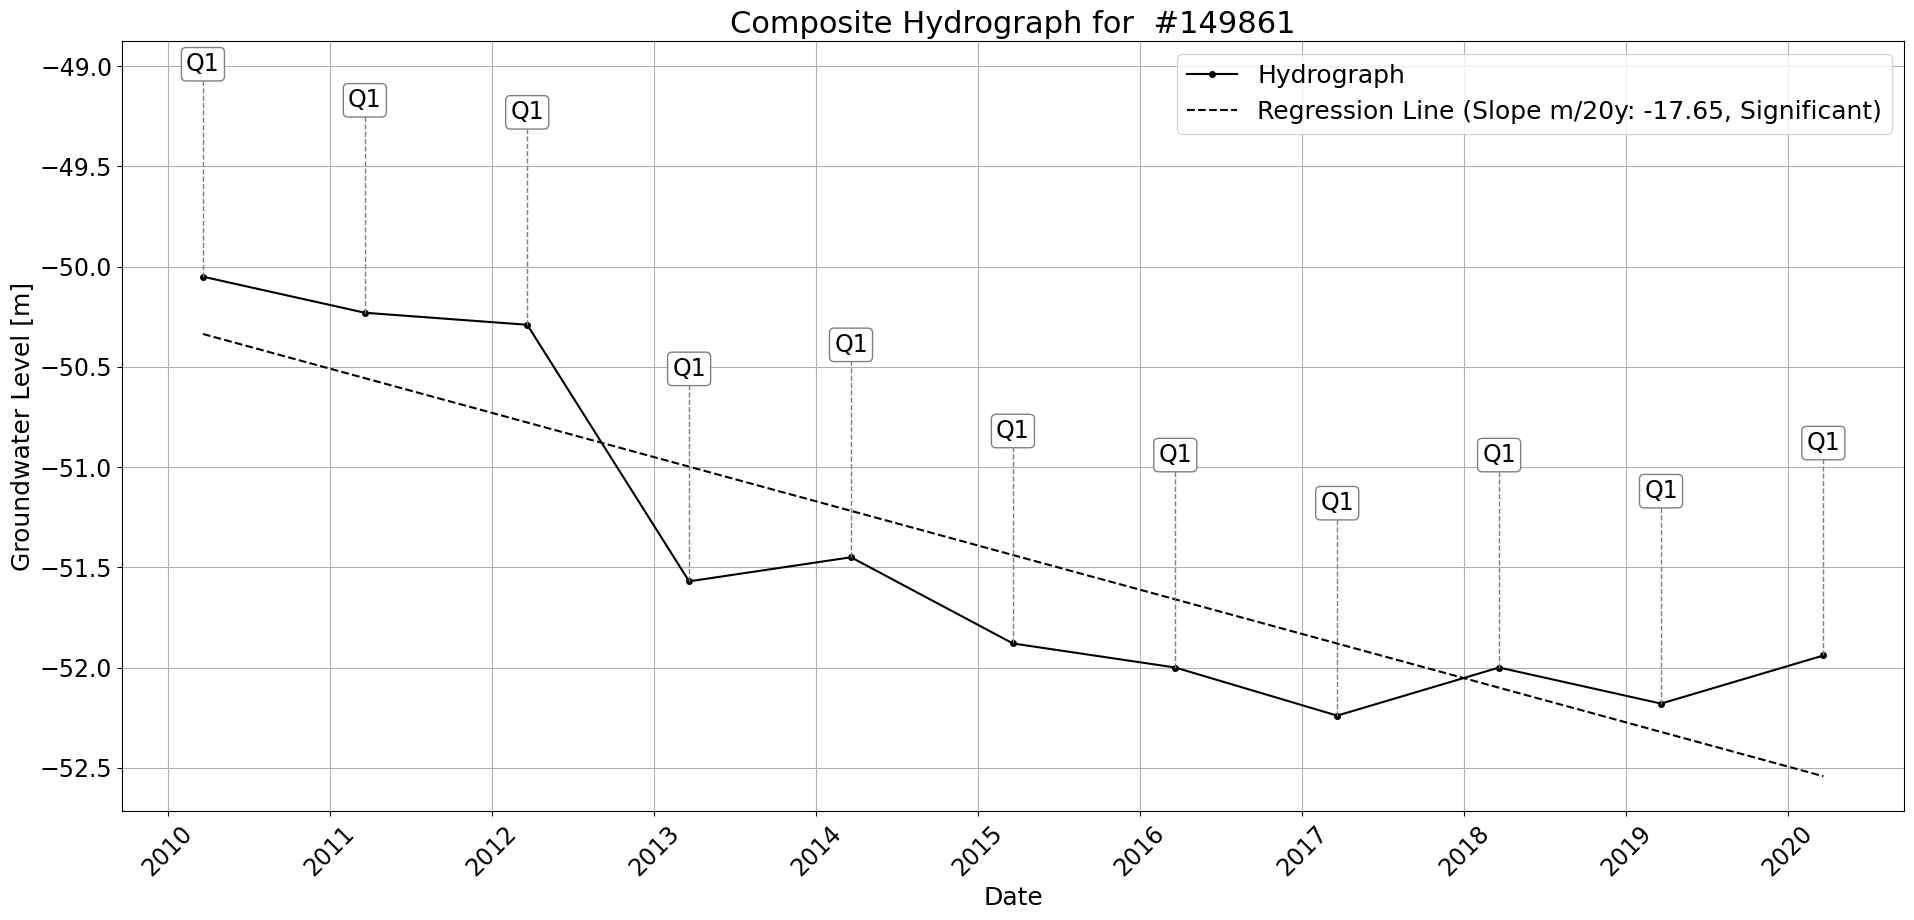 Composite Hydrograph for  #149861
Hydrograph
Regression Line (Slope m/20y: -17.65, Significant)
Q1
Q1
Q1
Q1
Q1
Q1
Q1
Q1
Q1
Q1
Q1
Groundwater Level [m]
−49.0
−49.5
−50.0
−50.5
−51.0
−51.5
−52.0
−52.5
2010
2011
2012
2013
2014
2015
2016
2017
2018
2019
2020
Date